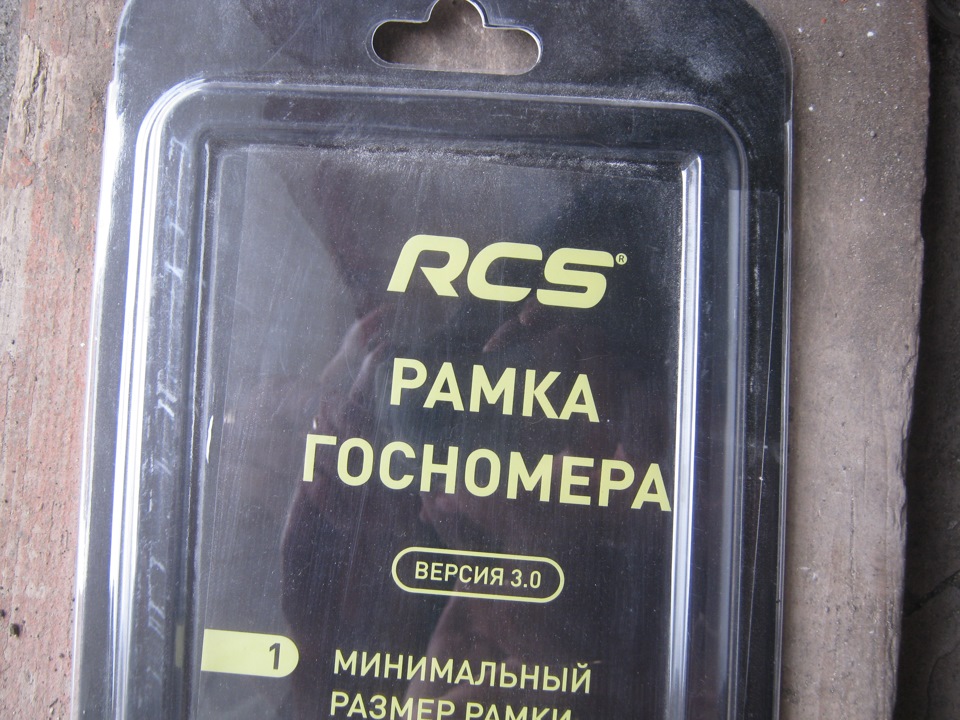 RCS®
РАМКА
ГОСНОМЕРА
ВЕРСИЯ 3.0
1
МИНИМАЛЬНЫЙ
РАЗМЕР РАМКИ